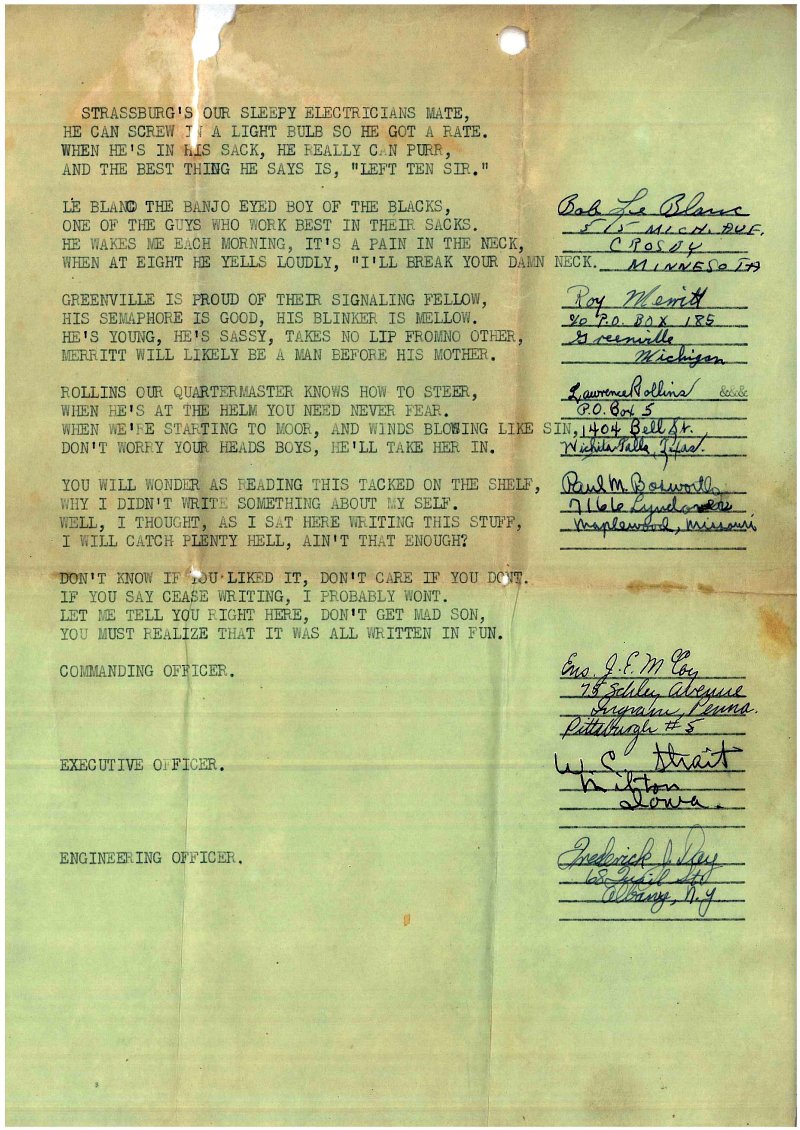 STRASSBURG'S OUR SLEEPY ELECTRICIANS MATE,
HE CAN SCREW IN A LIGHT BULB SO HE GOT A RATE.
WHEN HE'S IN HIS SACK, HE REALLY CAN PURR,
AND THE BEST THING HE SAYS IS, "LEFT TEN SIR."
LE BLANC THE BANJO EYED BOY OF THE BLACKS,
ONE OF THE GUYS WHO WORK BEST IN THEIR SACKS.
HE WAKES ME EACH MORNING, IT'S A PAIN IN THE NECK,
WHEN AT EIGHT HE YELLS LOUDLY, "I'LL BREAK YOUR DAMN NECK.
Bob Le Blanc
515 MICH. AVE.
CROSBY
MINNESOTA
GREENVILLE IS PROUD OF THEIR SIGNALING FELLOW,
HIS SEMAPHORE IS GOOD, HIS BLINKER IS MELLOW.
HE'S YOUNG, HE'S SASSY, TAKES NO LIP FROMNO OTHER,
MERRITT WILL LIKELY BE A MAN BEFORE HIS MOTHER.
Roy Merritt
c/o P.O. BOX 185
Greenville
Michigan
ROLLINS OUR QUARTERMASTER KNOWS HOW TO STEER,
WHEN HE'S AT THE HELM YOU NEED NEVER FEAR.
WHEN WE'RE STARTING TO MOOR, AND WINDS BLOWING LIKE SIN,
DON'T WORRY YOUR HEADS BOYS, HE'LL TAKE HER IN.
Lawrence Rollins &&&&
P.O. Box 5
1404 Bell St.
Wichita Falls, Texas.
YOU WILL WONDER AS READING THIS TACKED ON THE SHELF,
WHY I DIDN'T WRITE SOMETHING ABOUT MY SELF.
WELL, I THOUGHT, AS I SAT HERE WRITING THIS STUFF,
I WILL CATCH PLENTY HELL, AIN'T THAT ENOUGH?
Paul M. Bosworth
7166 Lyndover
Maplewood, Missouri
DON'T KNOW IF YOU LIKED IT, DON'T CARE IF YOU DONT.
IF YOU SAY CEASE WRITING, I PROBABLY WONT.
LET ME TELL YOU RIGHT HERE, DON'T GET MAD SON,
YOU MUST REALIZE THAT IT WAS ALL WRITTEN IN FUN.
COMMANDING OFFICER.
Ens. J. E. McCoy
75 Schley Avenue
Ingram, Penna.
Pittsburgh #5
EXECUTIVE OFFICER.
W. C. Strait
Milton
Iowa.
ENGINEERING OFFICER.
Frederick J. Day
68 Quail St.
Albany, N.Y